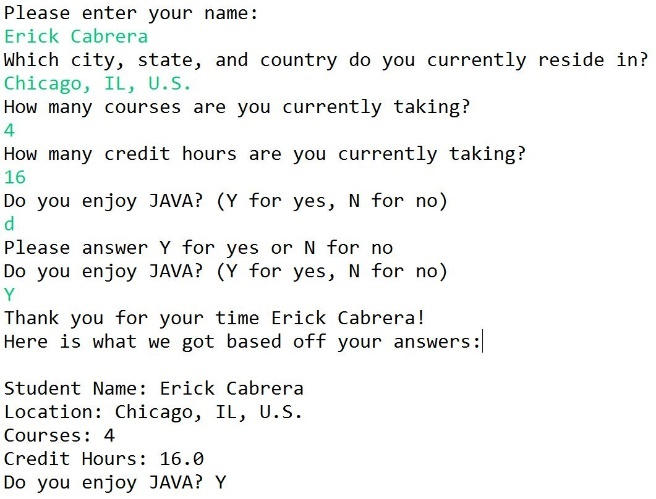 Please enter your name:
Erick Cabrera
Which city, state, and country do you currently reside in?
Chicago, IL, U.S.
How many courses are you currently taking?
4
How many credit hours are you currently taking?
16
Do you enjoy JAVA? (Y for yes, N for no)
d
Please answer Y for yes or N for no
Do you enjoy JAVA? (Y for yes, N for no)
Y
Thank you for your time Erick Cabrera!
Here is what we got based off your answers:
Student Name: Erick Cabrera
Location: Chicago, IL, U.S.
Courses: 4
Credit Hours: 16.0
Do you enjoy JAVA? Y